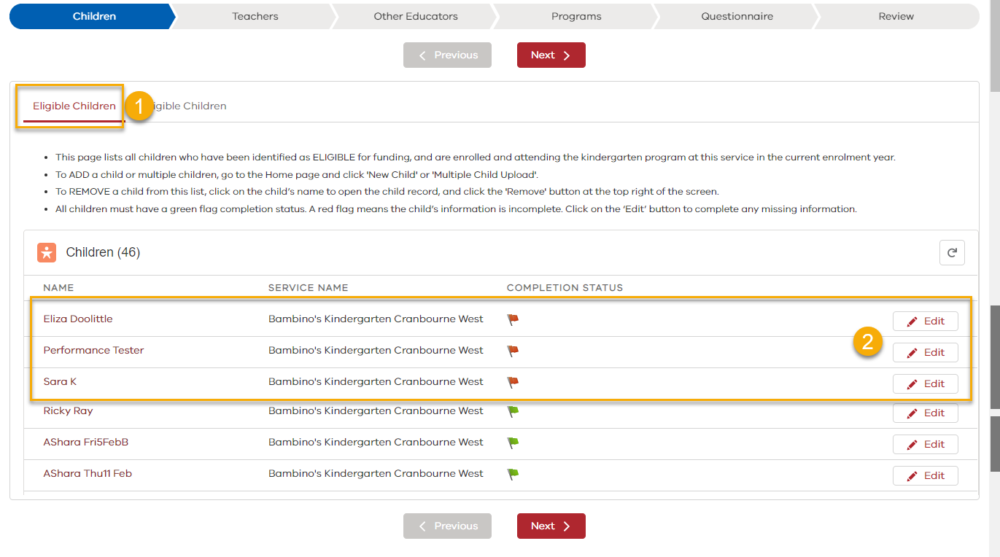 Children Teachers Other Educators Programs Questionnaire Review
Previous Next
Eligible Children 1 igible Children
This page lists all children who have been identified as ELIGIBLE for funding, and are enrolled and attending the kindergarten program at this service in the current enrolment year.
To ADD a child or multiple children, go to the Home page and click 'New Child' or 'Multiple Child Upload'.
To REMOVE a child from this list, click on the child’s name to open the child record, and click the 'Remove' button at the top right of the screen.
All children must have a green flag completion status. A red flag means the child’s information is incomplete. Click on the ‘Edit’ button to complete any missing information.
Children (46)
NAME SERVICE NAME COMPLETION STATUS
Eliza Doolittle Bambino's Kindergarten Cranbourne West Edit
2
Performance Tester Bambino's Kindergarten Cranbourne West Edit
Sara K Bambino's Kindergarten Cranbourne West Edit
Ricky Ray Bambino's Kindergarten Cranbourne West Edit
AShara Fri5FebB Bambino's Kindergarten Cranbourne West Edit
AShara Thu11 Feb Bambino's Kindergarten Cranbourne West Edit
Previous Next